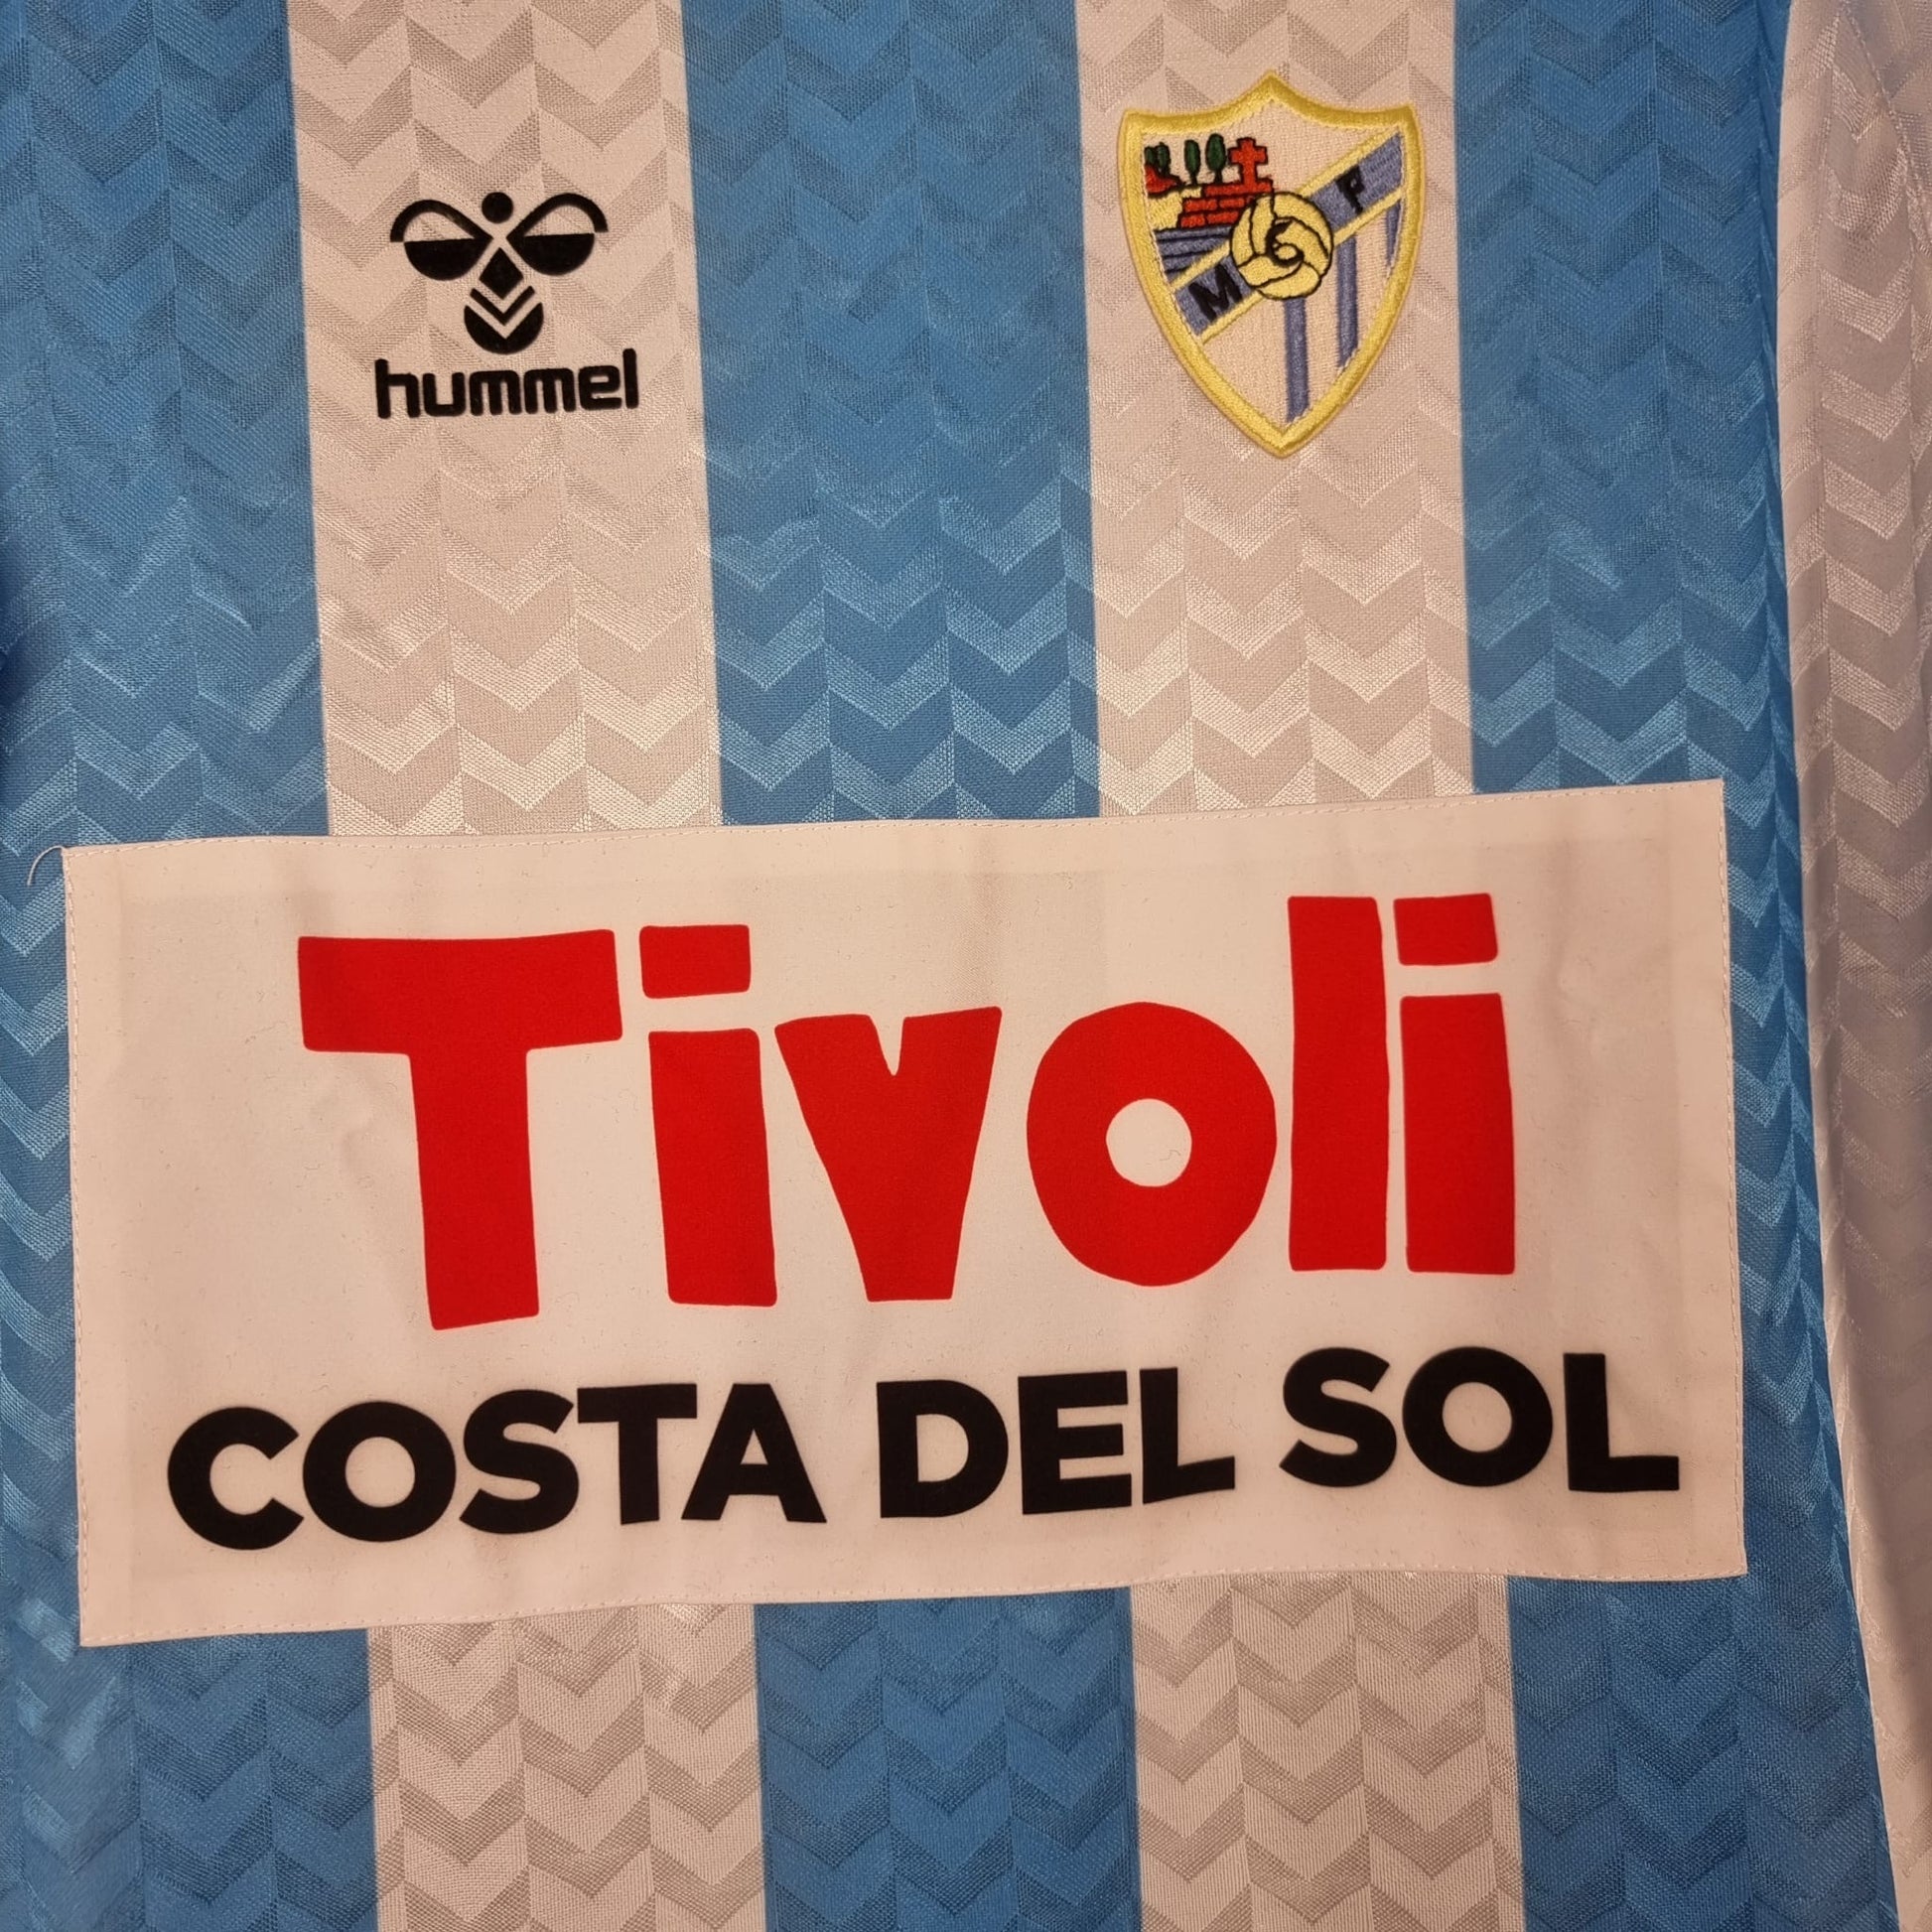 hummel
M P
Tivoli
COSTA DEL SOL